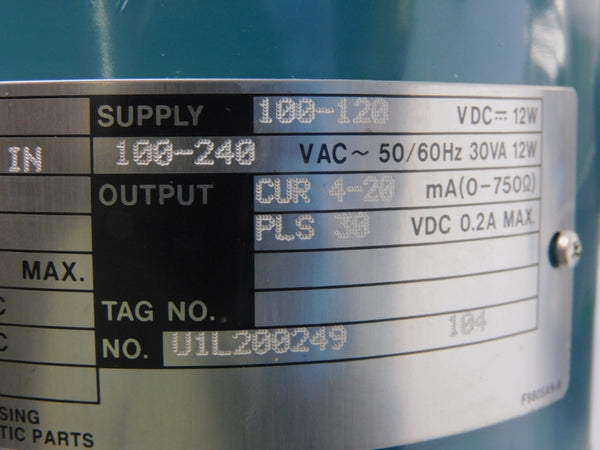 SUPPLY 100-120 VDC⎓ 12W
IN 100-240 VAC～ 50/60Hz 30VA 12W
OUTPUT CUR 4-20 mA(0-750Ω)
PLS 30 VDC 0.2A MAX.
MAX.
C TAG NO.
C NO. U1L200249 104
SING
TIC PARTS